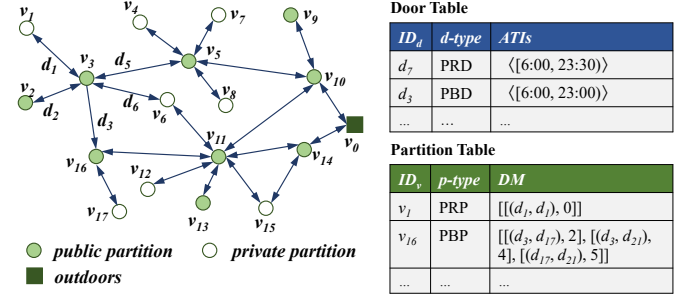 v1
v4
v7
v9
d1
v3
d5
v5
v10
v2
d2
d6
v6
v8
d3
v11
v0
v16
v12
v14
v17
v13
v15
public partition
private partition
outdoors
Door Table
IDd d-type ATIs
d7 PRD ⟨[6:00, 23:30)⟩
d3 PBD ⟨[6:00, 23:00)⟩
... ... ...
Partition Table
IDv p-type DM
v1 PRP [[(d1, d1), 0]]
v16 PBP [[(d3, d17), 2], [(d3, d21),
4], [(d17, d21), 5]]
... ... ...